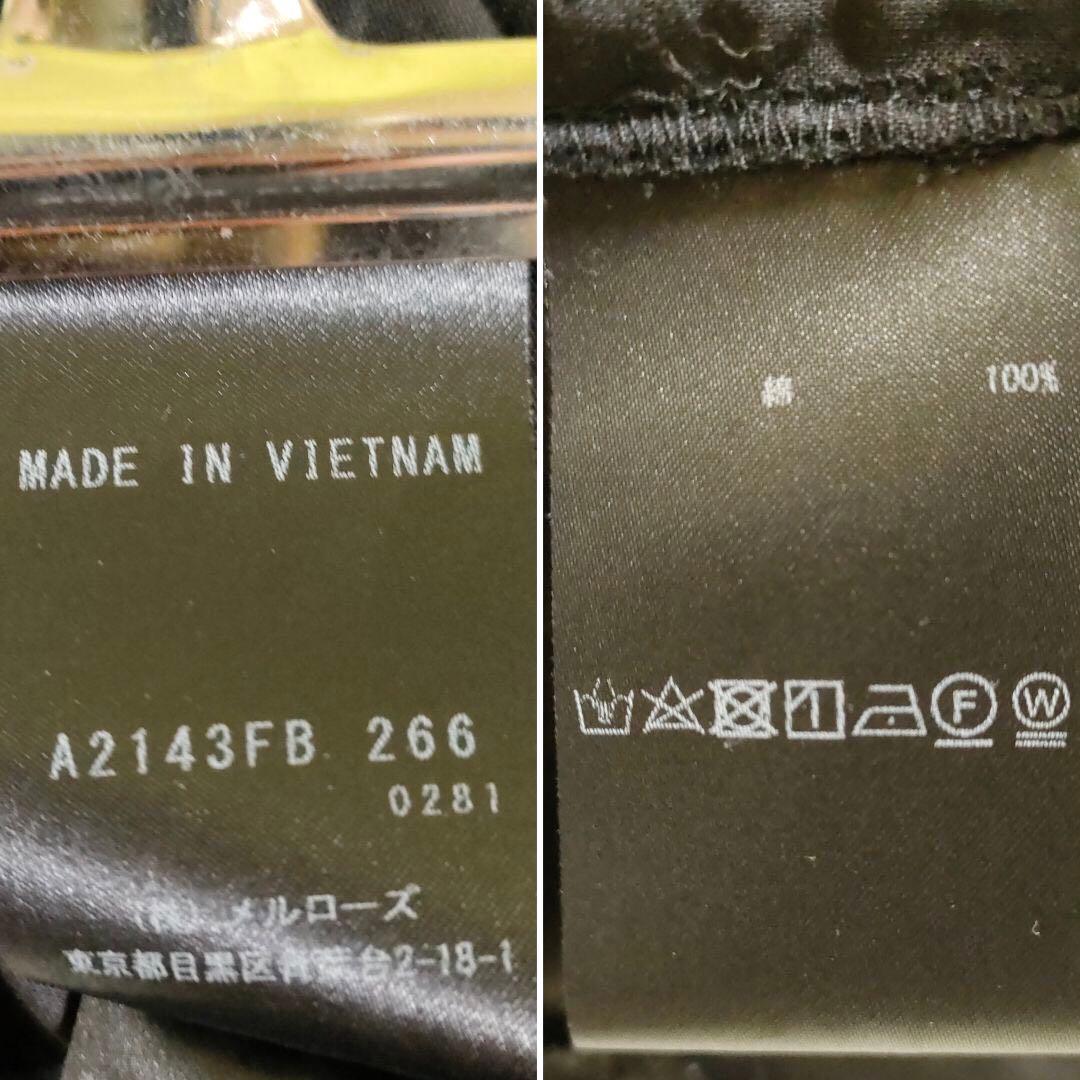 MADE IN VIETNAM
A2143FB 266
0281
(株)メルローズ
東京都目黒区青葉台2-18-1
綿 100%
F W